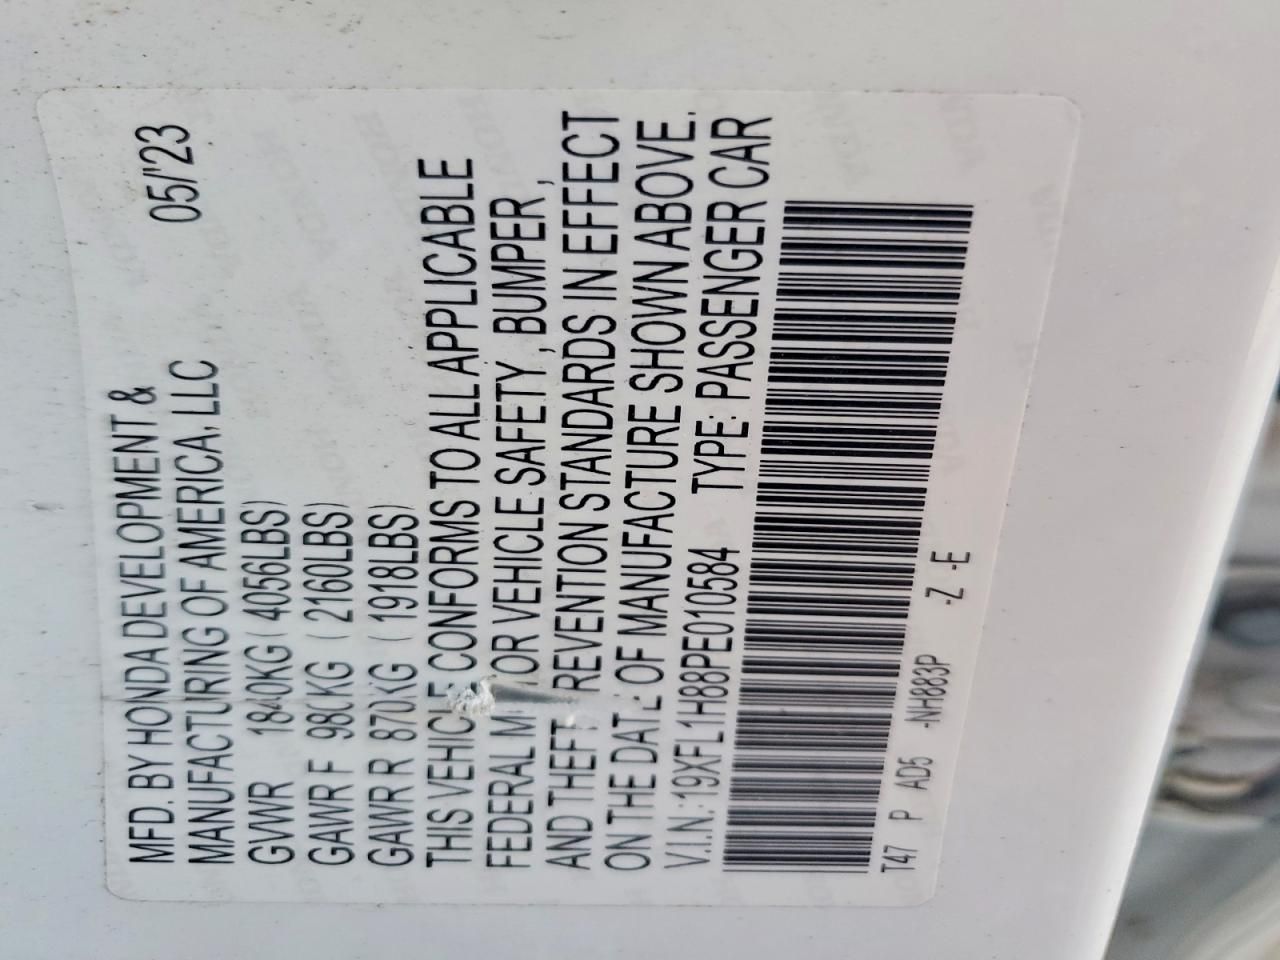 MFD. BY HONDA DEVELOPMENT &
MANUFACTURING OF AMERICA, LLC 05/'23
GVWR 1840KG ( 4056LBS)
GAWR F 980KG ( 2160LBS)
GAWR R 870KG ( 1918LBS)
THIS VEHICLE CONFORMS TO ALL APPLICABLE
FEDERAL M OR VEHICLE SAFETY , BUMPER ,
AND THEFT REVENTION STANDARDS IN EFFECT
ON THE DATE OF MANUFACTURE SHOWN ABOVE.
V.I.N.: 19XFL1H88PE010584 TYPE: PASSENGER CAR
T47 P AD5 -NH883P -Z -E